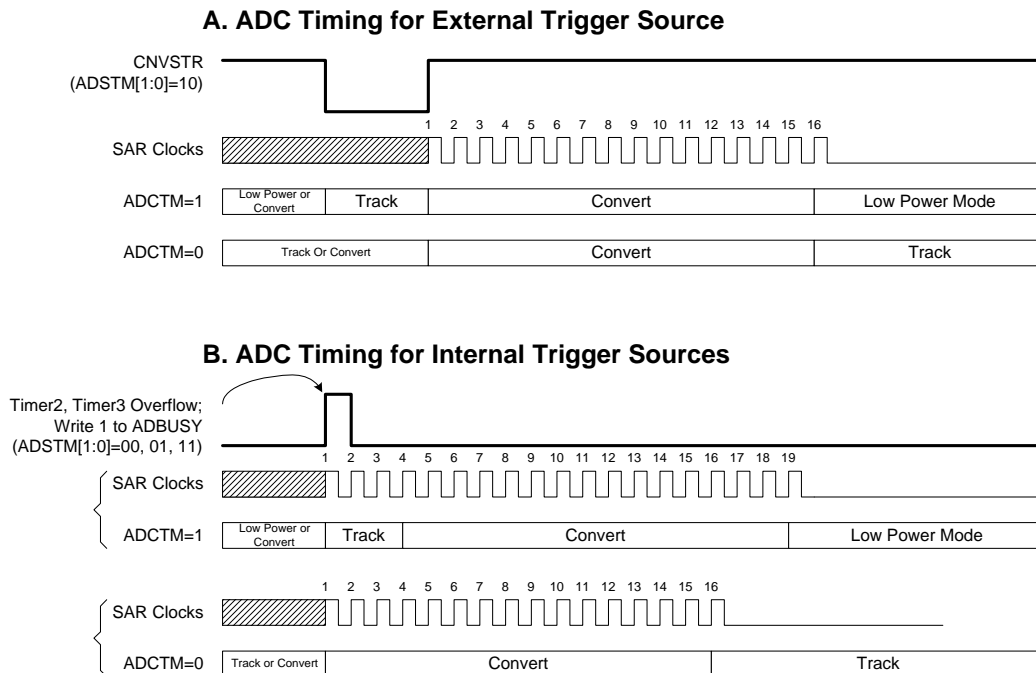 A. ADC Timing for External Trigger Source
CNVSTR
(ADSTM[1:0]=10)
1 2 3 4 5 6 7 8 9 10 11 12 13 14 15 16
SAR Clocks
ADCTM=1
Low Power or
Convert
Track
Convert
Low Power Mode
ADCTM=0
Track Or Convert
Convert
Track
B. ADC Timing for Internal Trigger Sources
Timer2, Timer3 Overflow;
Write 1 to ADBUSY
(ADSTM[1:0]=00, 01, 11)
1 2 3 4 5 6 7 8 9 10 11 12 13 14 15 16 17 18 19
SAR Clocks
ADCTM=1
Low Power or
Convert
Track
Convert
Low Power Mode
1 2 3 4 5 6 7 8 9 10 11 12 13 14 15 16
SAR Clocks
ADCTM=0
Track or Convert
Convert
Track